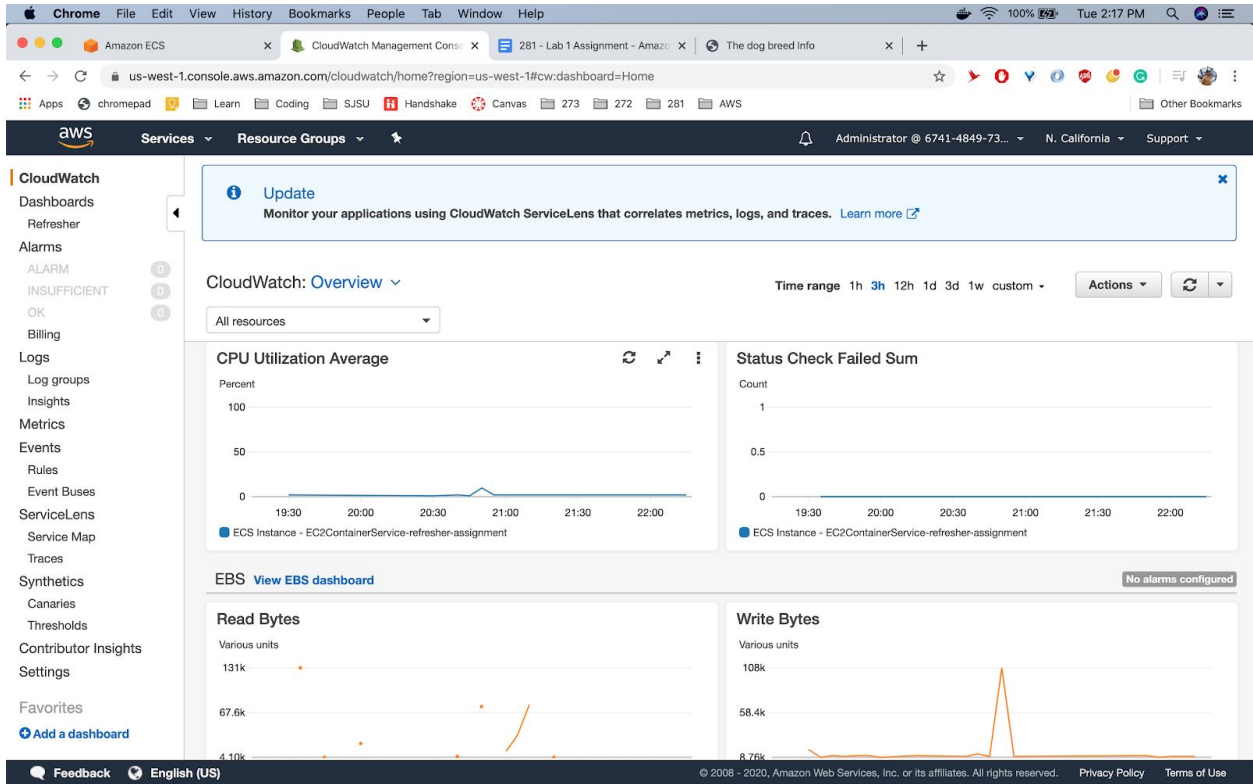 Chrome File Edit View History Bookmarks People Tab Window Help 100% Tue 2:17 PM
Amazon ECS CloudWatch Management Conso 281 - Lab 1 Assignment - Amazo The dog breed Info
us-west-1.console.aws.amazon.com/cloudwatch/home?region=us-west-1#cw:dashboard=Home
Apps chromepad Learn Coding SJSU Handshake Canvas 273 272 281 AWS Other Bookmarks
aws Services Resource Groups Administrator @ 6741-4849-73... N. California Support
CloudWatch
Dashboards
Refresher
Alarms
ALARM 0
INSUFFICIENT 0
OK 0
Billing
Logs
Log groups
Insights
Metrics
Events
Rules
Event Buses
ServiceLens
Service Map
Traces
Synthetics
Canaries
Thresholds
Contributor Insights
Settings
Favorites
Add a dashboard
Update
Monitor your applications using CloudWatch ServiceLens that correlates metrics, logs, and traces. Learn more
CloudWatch: Overview
Time range 1h 3h 12h 1d 3d 1w custom Actions
All resources
CPU Utilization Average
Percent
100
50
0
19:30 20:00 20:30 21:00 21:30 22:00
ECS Instance - EC2ContainerService-refresher-assignment
Status Check Failed Sum
Count
1
0.5
0
19:30 20:00 20:30 21:00 21:30 22:00
ECS Instance - EC2ContainerService-refresher-assignment
EBS View EBS dashboard No alarms configured
Read Bytes
Various units
131k
67.6k
4.10k
Write Bytes
Various units
108k
58.4k
8.76k
Feedback English (US) © 2008 - 2020, Amazon Web Services, Inc. or its affiliates. All rights reserved. Privacy Policy Terms of Use